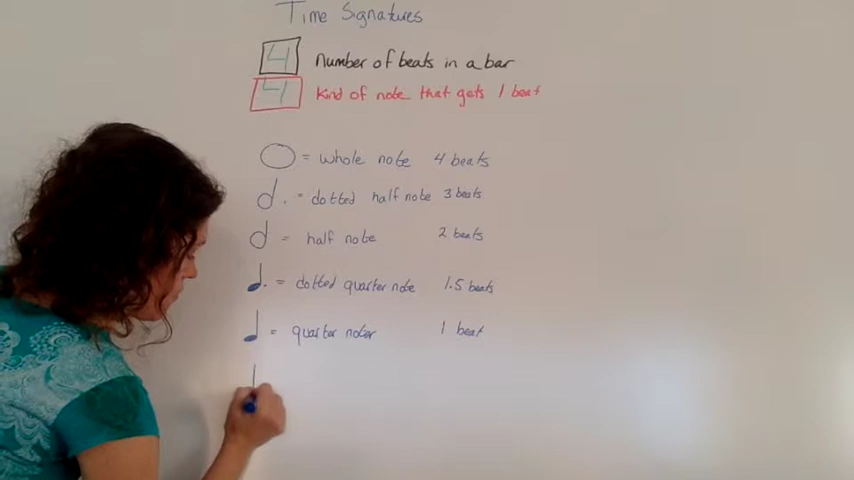 Time Signatures
4 number of beats in a bar
4 kind of note that gets 1 beat
= whole note 4 beats
. = dotted half note 3 beats
= half note 2 beats
. = dotted quarter note 1.5 beats
= quarter noter 1 beat